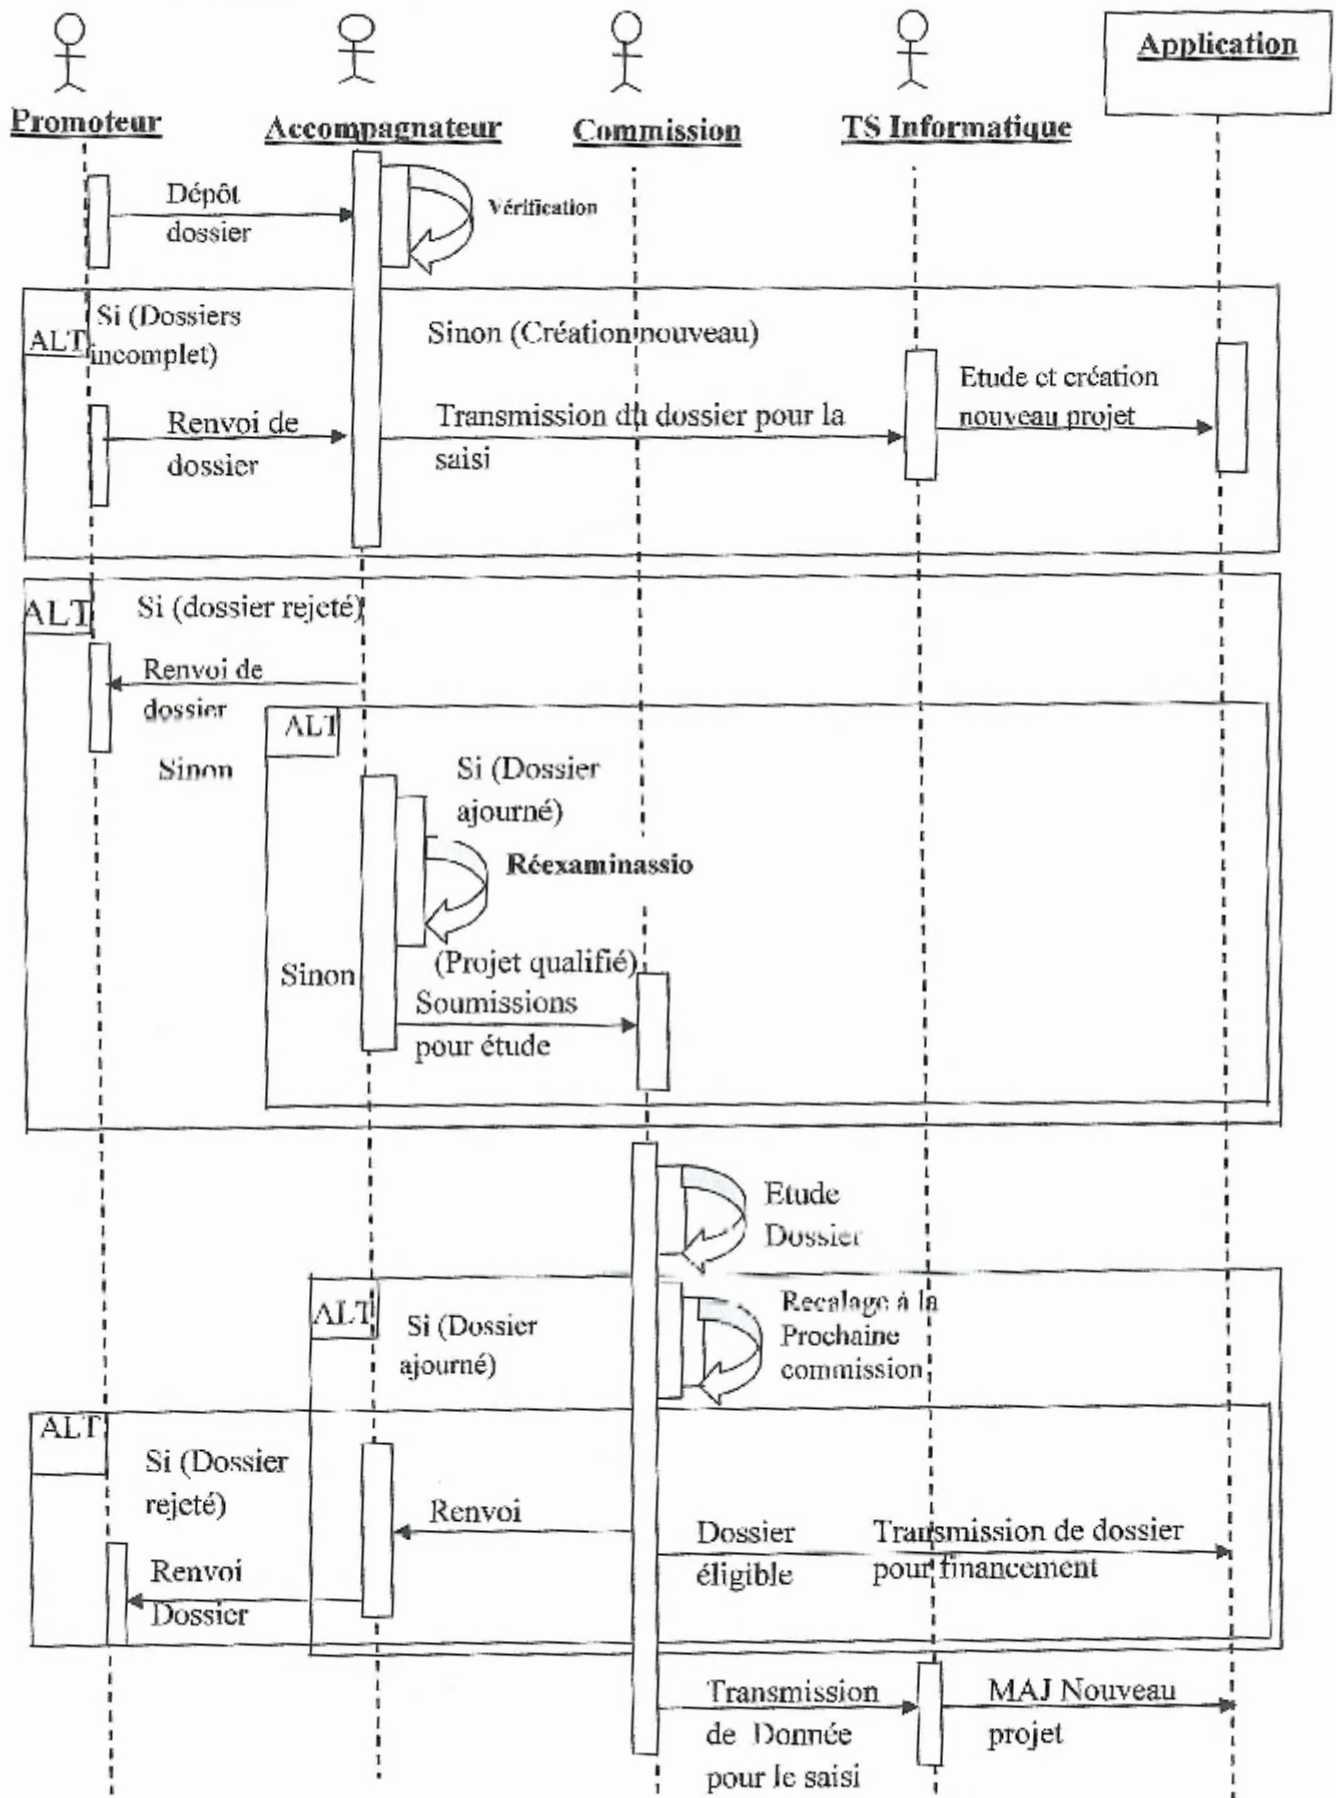 Promoteur
Accompagnateur
Commission
TS Informatique
Application
Dépôt
dossier
Vérification
ALT
Si (Dossiers
incomplet)
Sinon (Création nouveau)
Renvoi de
dossier
Transmission du dossier pour la
saisi
Etude et création
nouveau projet
ALT
Si (dossier rejeté)
Renvoi de
dossier
Sinon
ALT
Si (Dossier
ajourné)
Réexaminassio
Sinon
(Projet qualifié)
Soumissions
pour étude
Etude
Dossier
ALT
Si (Dossier
ajourné)
Recalage à la
Prochaine
commission
ALT
Si (Dossier
rejeté)
Renvoi
Dossier
Renvoi
Dossier
éligible
Transmission de dossier
pour financement
Transmission
de Donnée
pour le saisi
MAJ Nouveau
projet